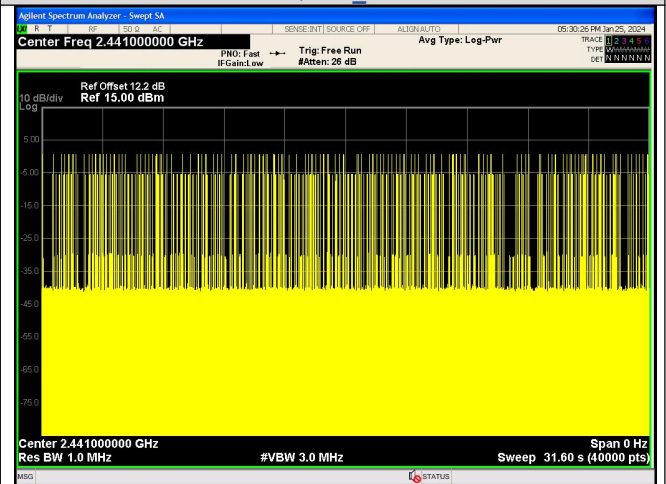 Agilent Spectrum Analyzer - Swept SA
R T RF 50 Ω AC SENSE:INT SOURCE OFF ALIGNAUTO 05:30:26 PM Jan 25, 2024
Center Freq 2.441000000 GHz Avg Type: Log-Pwr TRACE 1 2 3 4 5 6
PNO: Fast Trig: Free Run TYPE
IFGain:Low #Atten: 26 dB DET N N N N N N
Ref Offset 12.2 dB
10 dB/div Ref 15.00 dBm
Log
5.00
-5.00
-15.0
-25.0
-35.0
-45.0
-55.0
-65.0
-75.0
Center 2.441000000 GHz Span 0 Hz
Res BW 1.0 MHz #VBW 3.0 MHz Sweep 31.60 s (40000 pts)
MSG STATUS